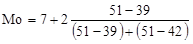 Mo = 7 + 2 (51 − 39) / ((51 − 39) + (51 − 42))